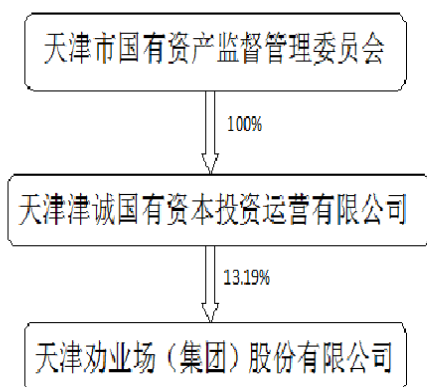 天津市国有资产监督管理委员会
100%
天津津诚国有资本投资运营有限公司
13.19%
天津劝业场（集团）股份有限公司